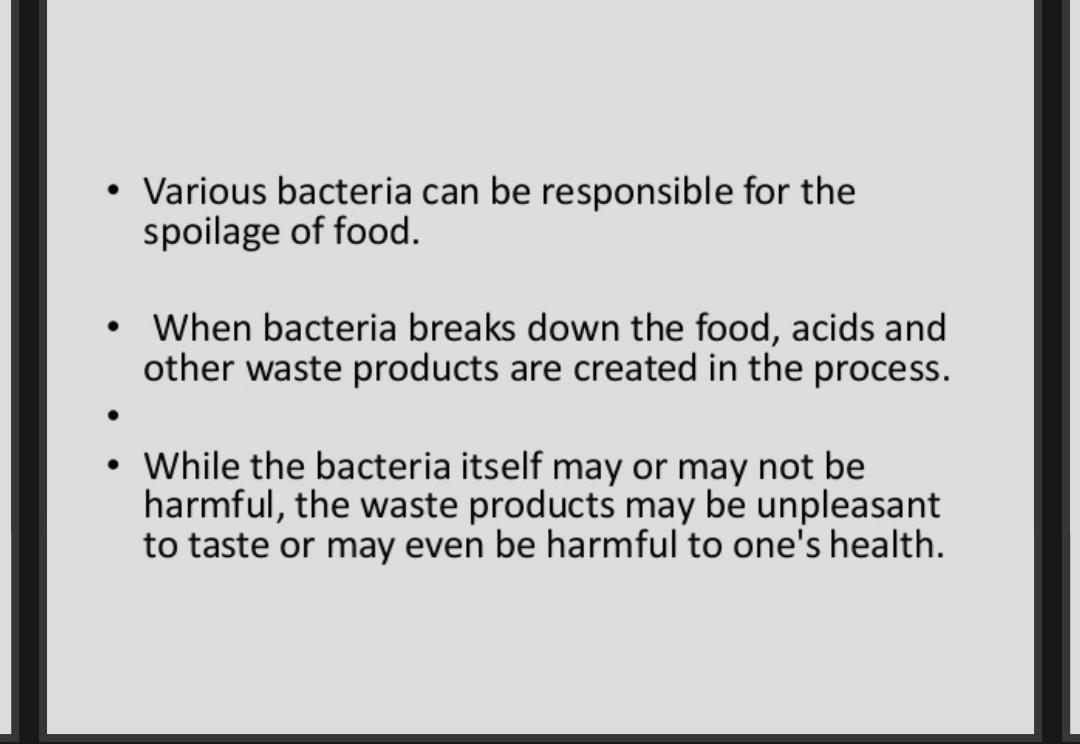 • Various bacteria can be responsible for the
spoilage of food.
• When bacteria breaks down the food, acids and
other waste products are created in the process.
•
• While the bacteria itself may or may not be
harmful, the waste products may be unpleasant
to taste or may even be harmful to one's health.